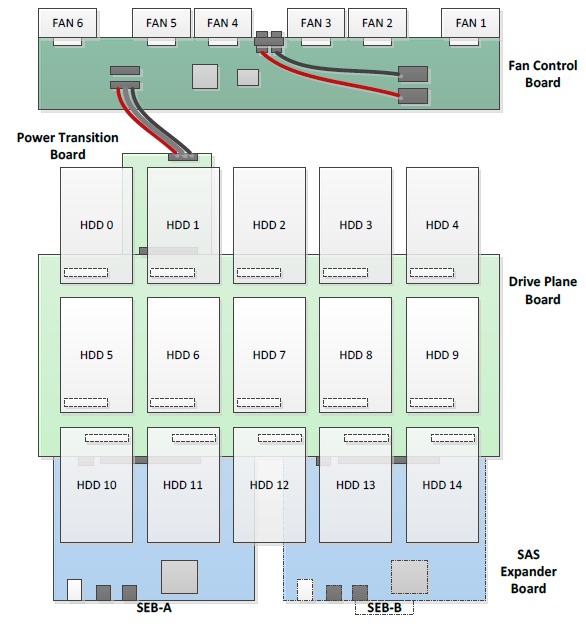 FAN 6 FAN 5 FAN 4 FAN 3 FAN 2 FAN 1
Fan Control
Board
Power Transition
Board
HDD 0 HDD 1 HDD 2 HDD 3 HDD 4
Drive Plane
Board
HDD 5 HDD 6 HDD 7 HDD 8 HDD 9
HDD 10 HDD 11 HDD 12 HDD 13 HDD 14
SAS
Expander
Board
SEB-A SEB-B